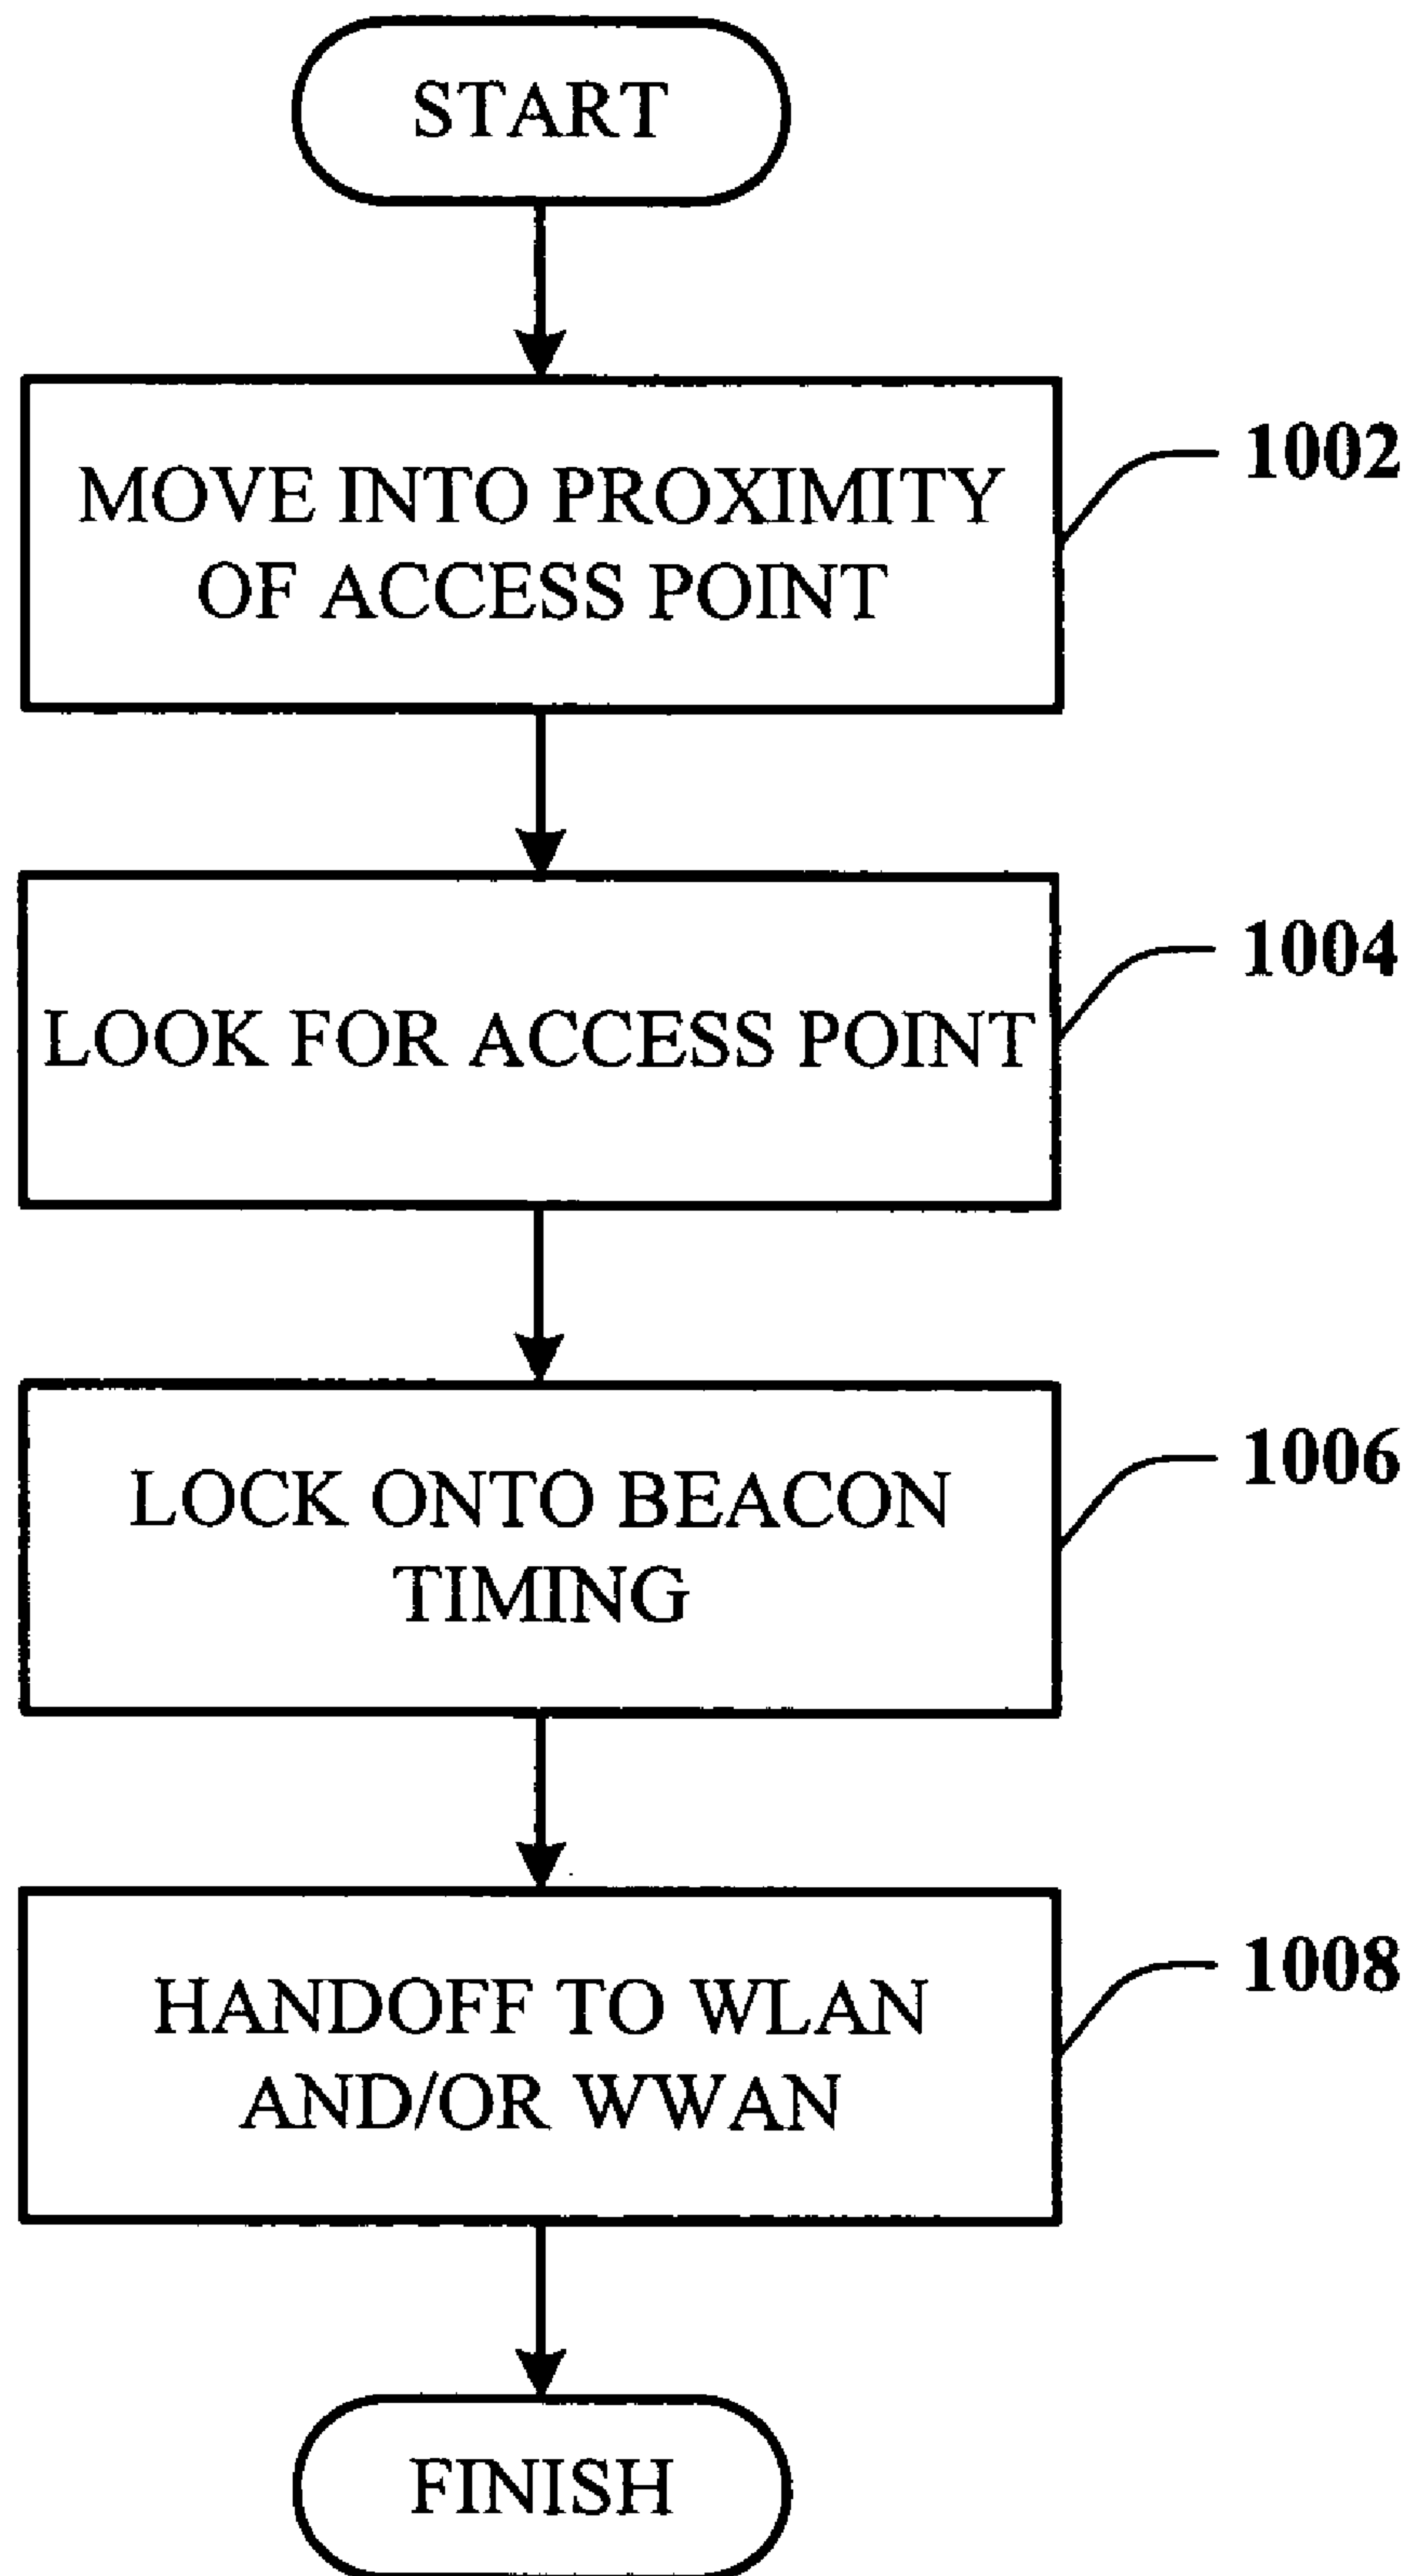 START
MOVE INTO PROXIMITY
OF ACCESS POINT
1002
LOOK FOR ACCESS POINT
1004
LOCK ONTO BEACON
TIMING
1006
HANDOFF TO WLAN
AND/OR WWAN
1008
FINISH